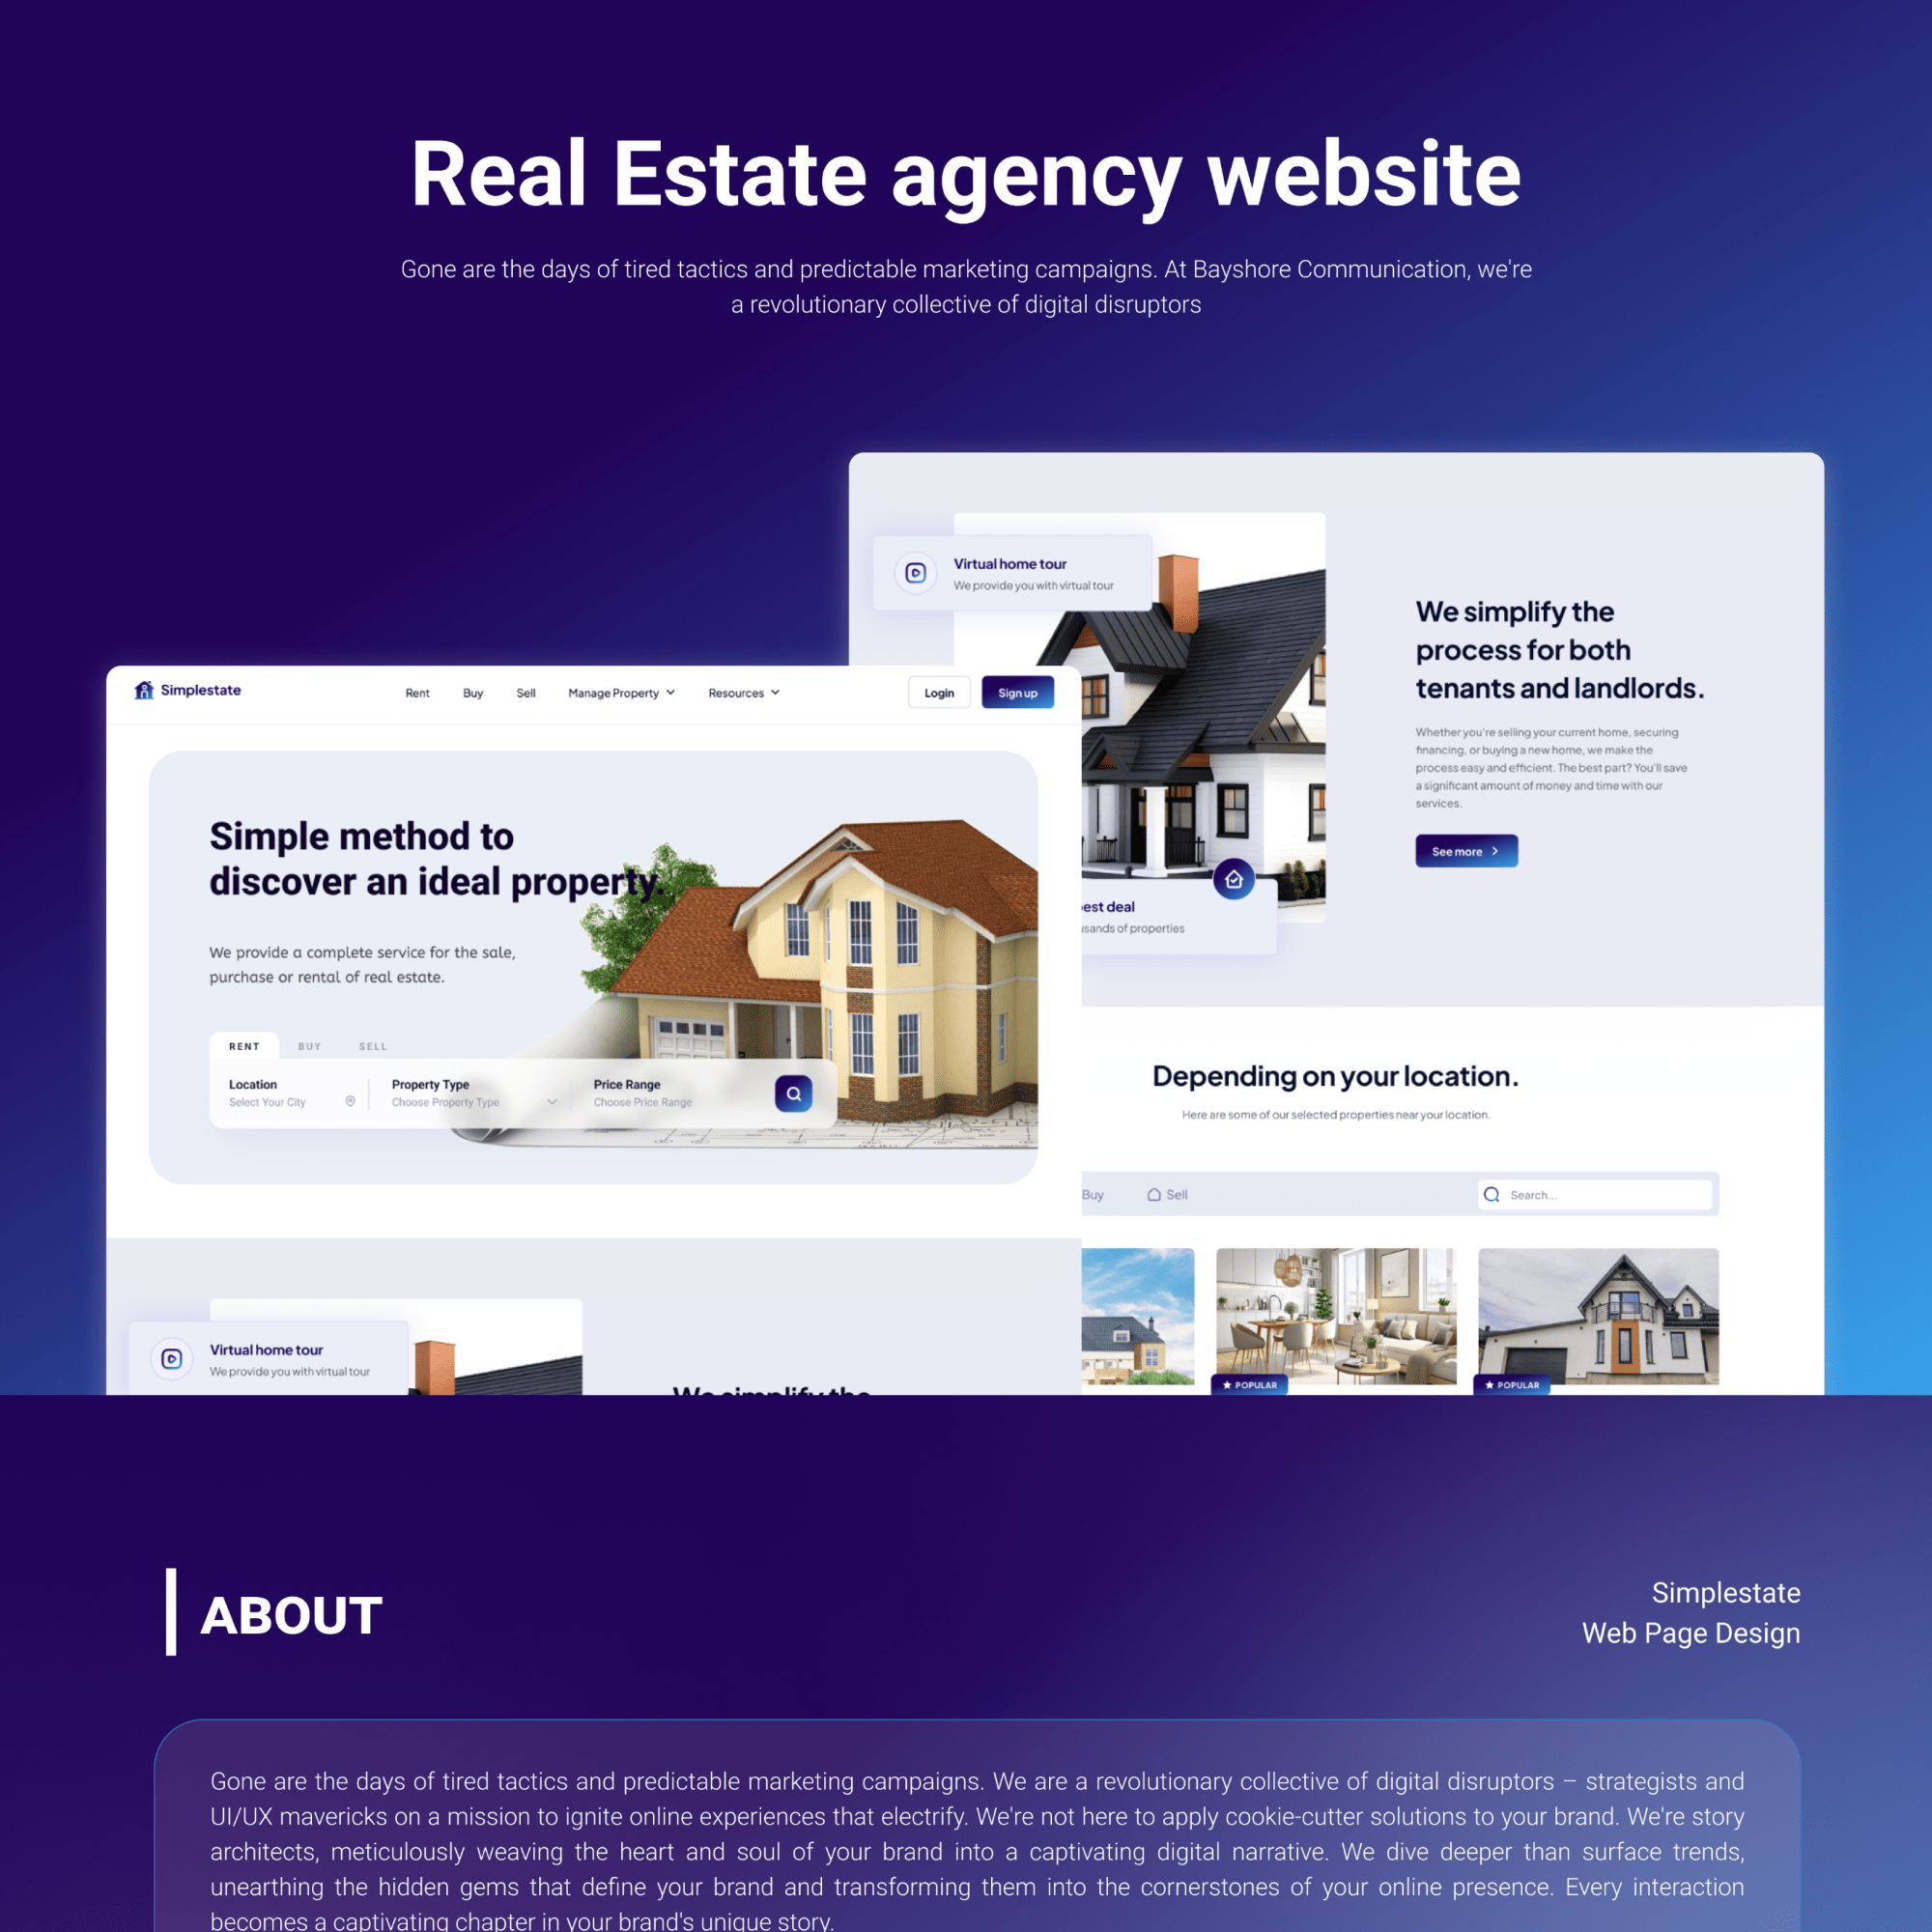 Real Estate agency website
Gone are the days of tired tactics and predictable marketing campaigns. At Bayshore Communication, we're
a revolutionary collective of digital disruptors
Virtual home tour
We provide you with virtual tour
We simplify the
process for both
tenants and landlords.
Whether you're selling your current home, securing
financing, or buying a new home, we make the
process easy and efficient. The best part? You'll save
a significant amount of money and time with our
services.
See more
deal
of properties
Depending on your location.
Here are some of our selected properties near your location.
Buy
Sell
Search...
POPULAR
POPULAR
Simplestate
Rent
Buy
Sell
Manage Property
Resources
Login
Sign up
Simple method to
discover an ideal property.
We provide a complete service for the sale,
purchase or rental of real estate.
RENT
BUY
SELL
Location
Select Your City
Property Type
Choose Property Type
Price Range
Choose Price Range
Virtual home tour
We provide you with virtual tour
We simplify the
ABOUT
Simplestate
Web Page Design
Gone are the days of tired tactics and predictable marketing campaigns. We are a revolutionary collective of digital disruptors – strategists and
UI/UX mavericks on a mission to ignite online experiences that electrify. We're not here to apply cookie-cutter solutions to your brand. We're story
architects, meticulously weaving the heart and soul of your brand into a captivating digital narrative. We dive deeper than surface trends,
unearthing the hidden gems that define your brand and transforming them into the cornerstones of your online presence. Every interaction
becomes a captivating chapter in your brand's unique story.